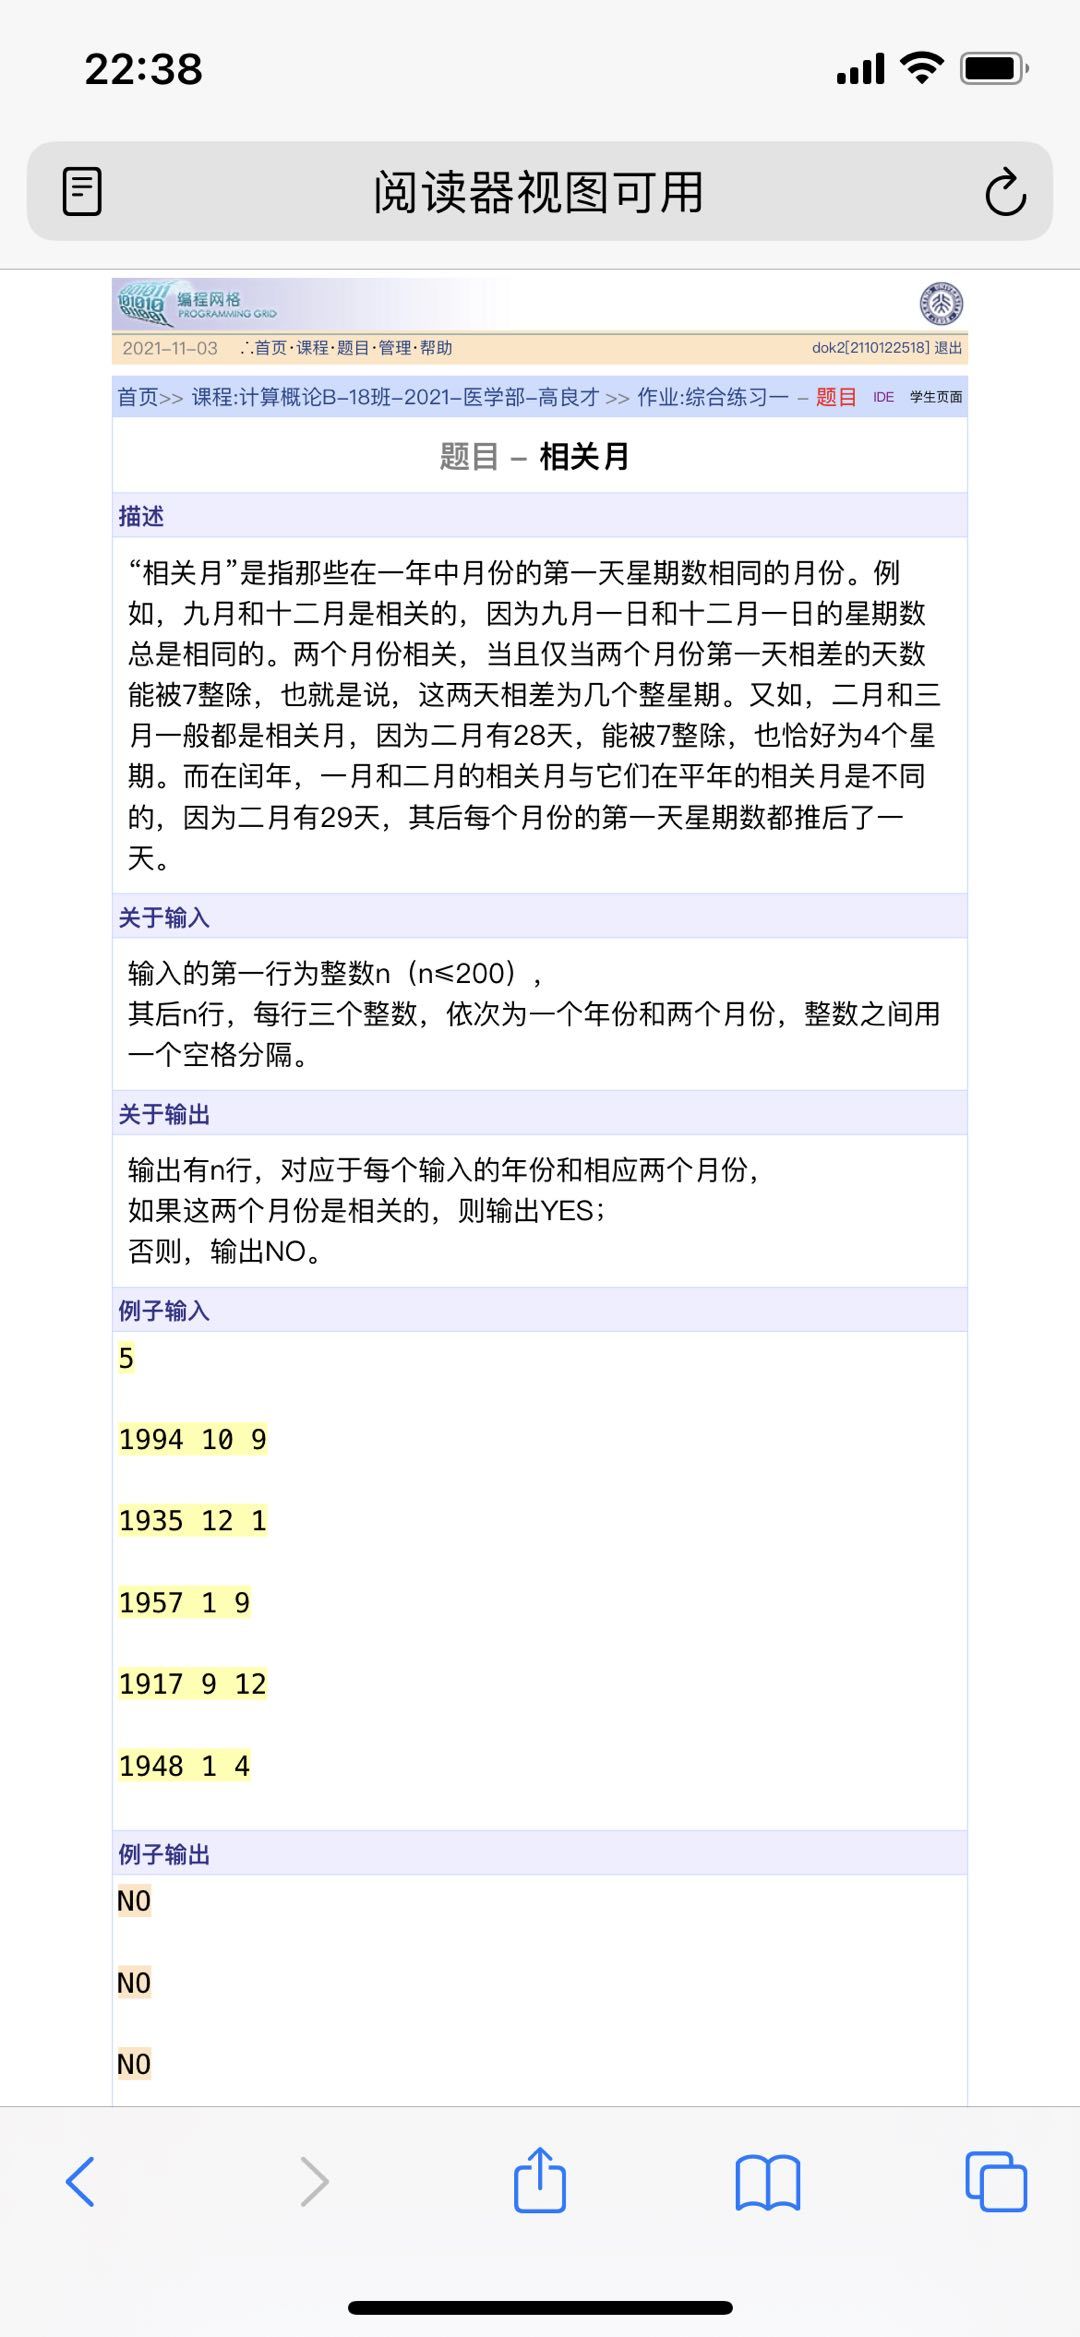 22:38
阅读器视图可用
编程网格
PROGRAMMING GRID
2021-11-03 ∴首页·课程·题目·管理·帮助 dok2[2110122518] 退出
首页>> 课程:计算概论B-18班-2021-医学部-高良才 >> 作业:综合练习一 - 题目 IDE 学生页面
题目 - 相关月
描述
“相关月”是指那些在一年中月份的第一天星期数相同的月份。例
如，九月和十二月是相关的，因为九月一日和十二月一日的星期数
总是相同的。两个月份相关，当且仅当两个月份第一天相差的天数
能被7整除，也就是说，这两天相差为几个整星期。又如，二月和三
月一般都是相关月，因为二月有28天，能被7整除，也恰好为4个星
期。而在闰年，一月和二月的相关月与它们在平年的相关月是不同
的，因为二月有29天，其后每个月份的第一天星期数都推后了一
天。
关于输入
输入的第一行为整数n（n≤200），
其后n行，每行三个整数，依次为一个年份和两个月份，整数之间用
一个空格分隔。
关于输出
输出有n行，对应于每个输入的年份和相应两个月份，
如果这两个月份是相关的，则输出YES；
否则，输出NO。
例子输入
5
1994 10 9
1935 12 1
1957 1 9
1917 9 12
1948 1 4
例子输出
NO
NO
NO